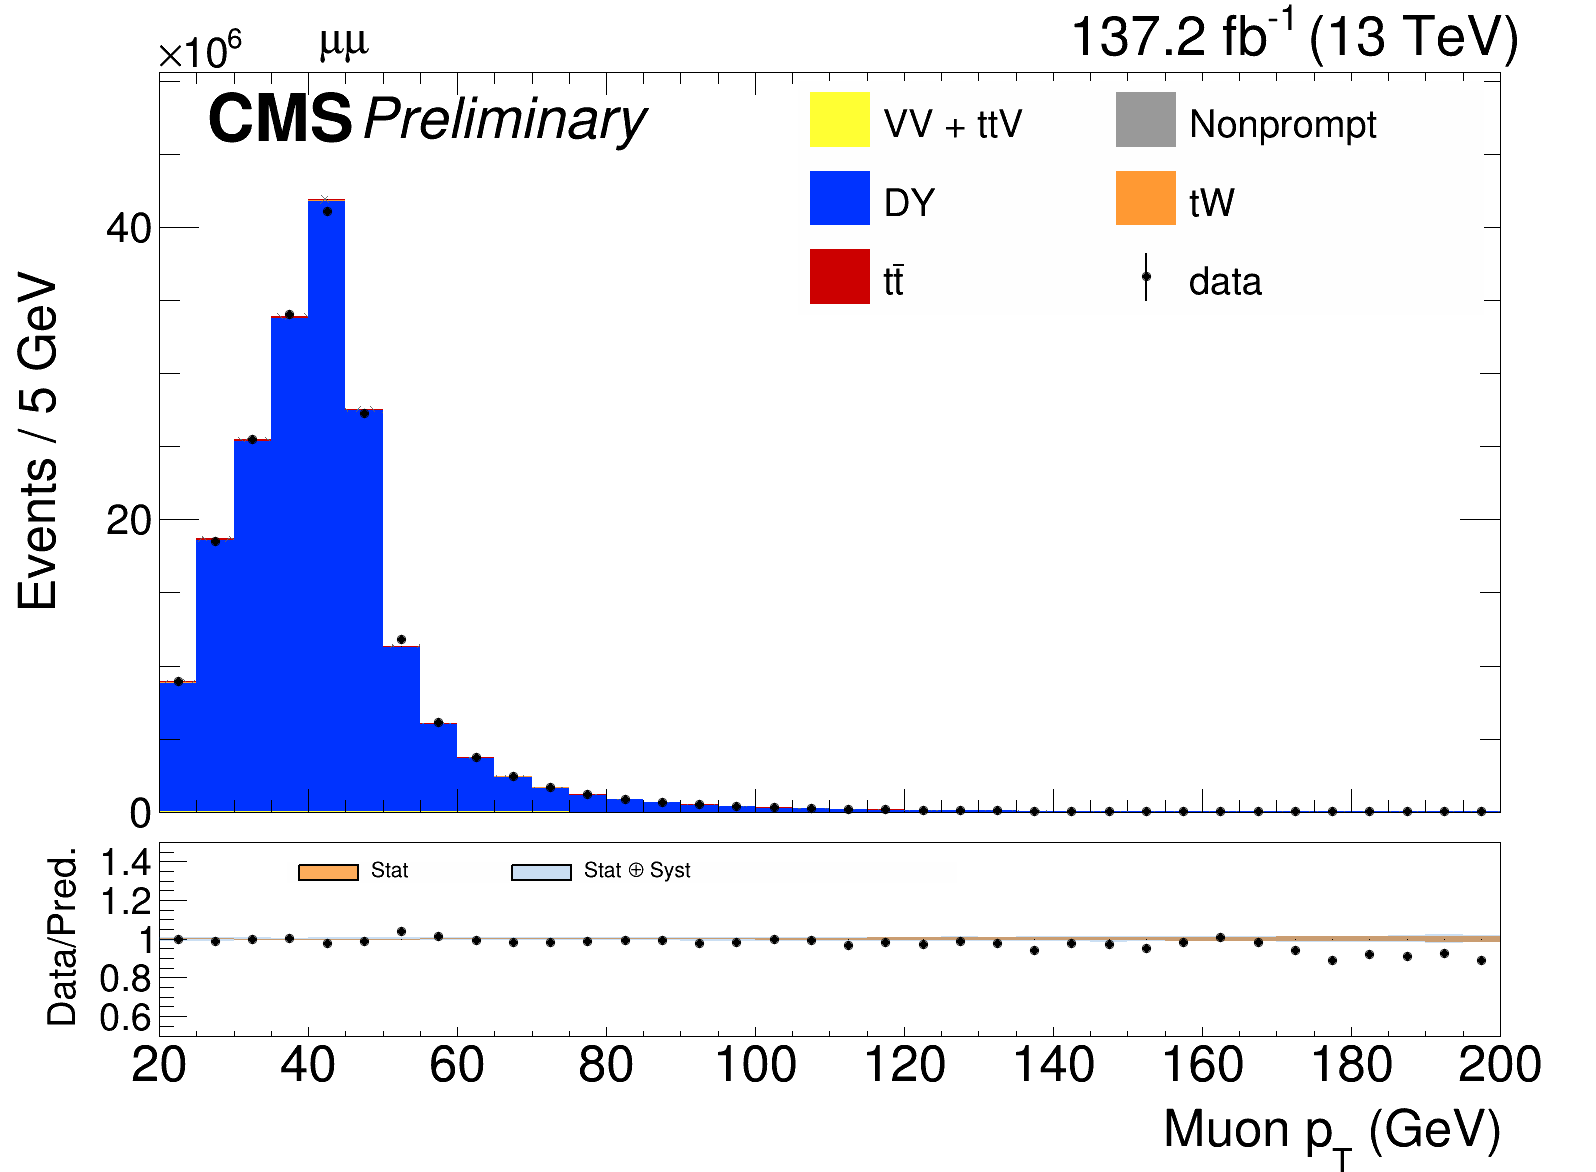 ×10⁶ μμ 137.2 fb⁻¹ (13 TeV)
CMS Preliminary
VV + ttV Nonprompt
DY tW
tt̄ data
Events / 5 GeV
40
20
0
Data/Pred.
Stat Stat ⊕ Syst
1.4
1.2
1
0.8
0.6
20 40 60 80 100 120 140 160 180 200
Muon p_T (GeV)